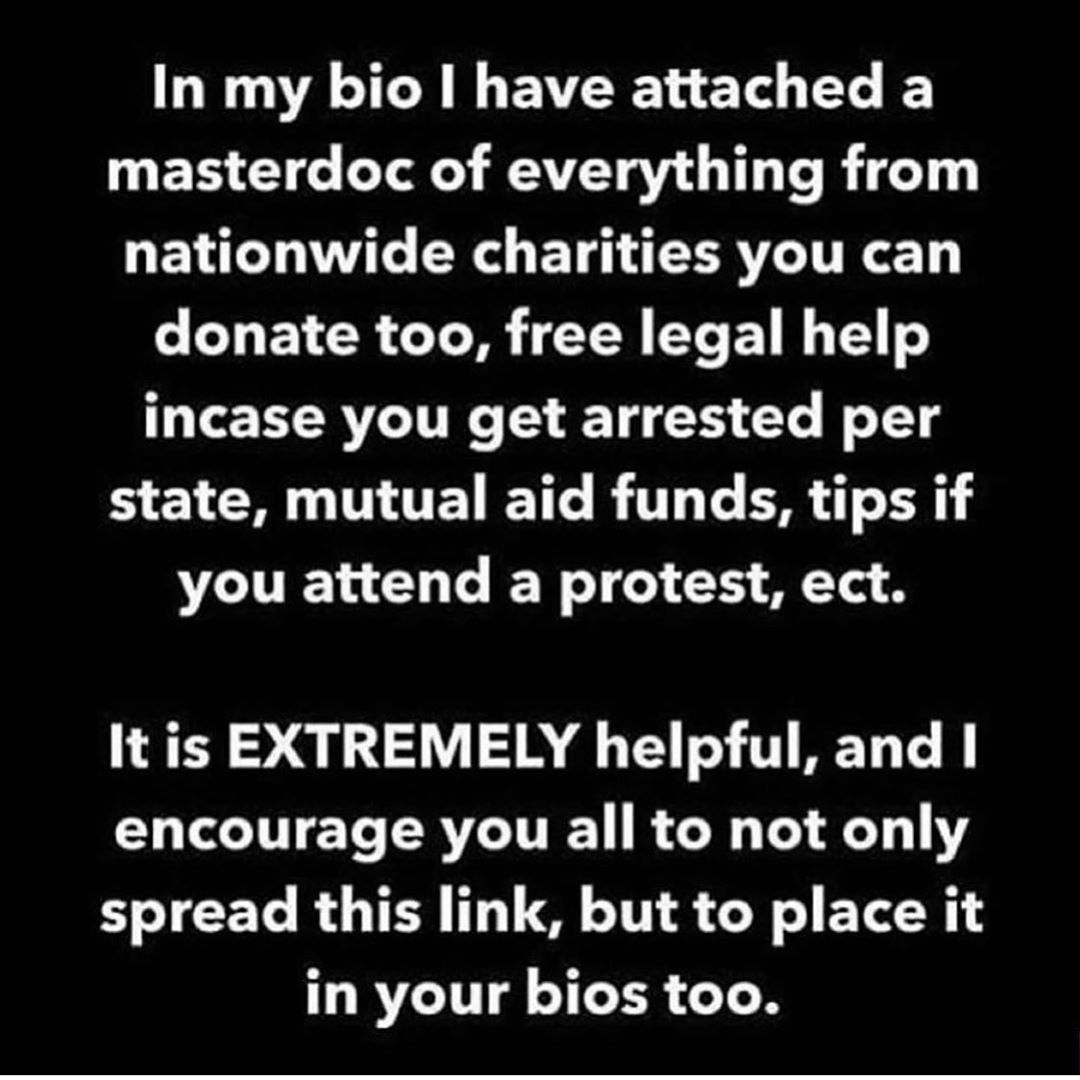 In my bio I have attached a
masterdoc of everything from
nationwide charities you can
donate too, free legal help
incase you get arrested per
state, mutual aid funds, tips if
you attend a protest, ect.
It is EXTREMELY helpful, and I
encourage you all to not only
spread this link, but to place it
in your bios too.